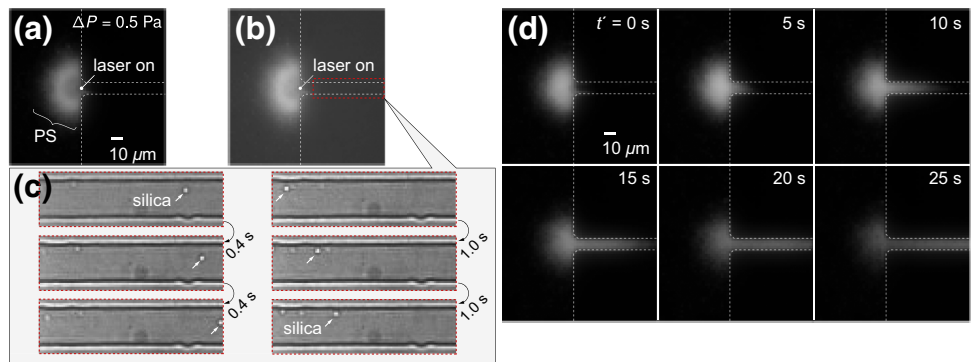 (a)
ΔP = 0.5 Pa
laser on
PS
10 μm
(b)
laser on
(c)
silica
0.4 s
0.4 s
1.0 s
1.0 s
silica
(d)
t′ = 0 s
5 s
10 s
10 μm
15 s
20 s
25 s